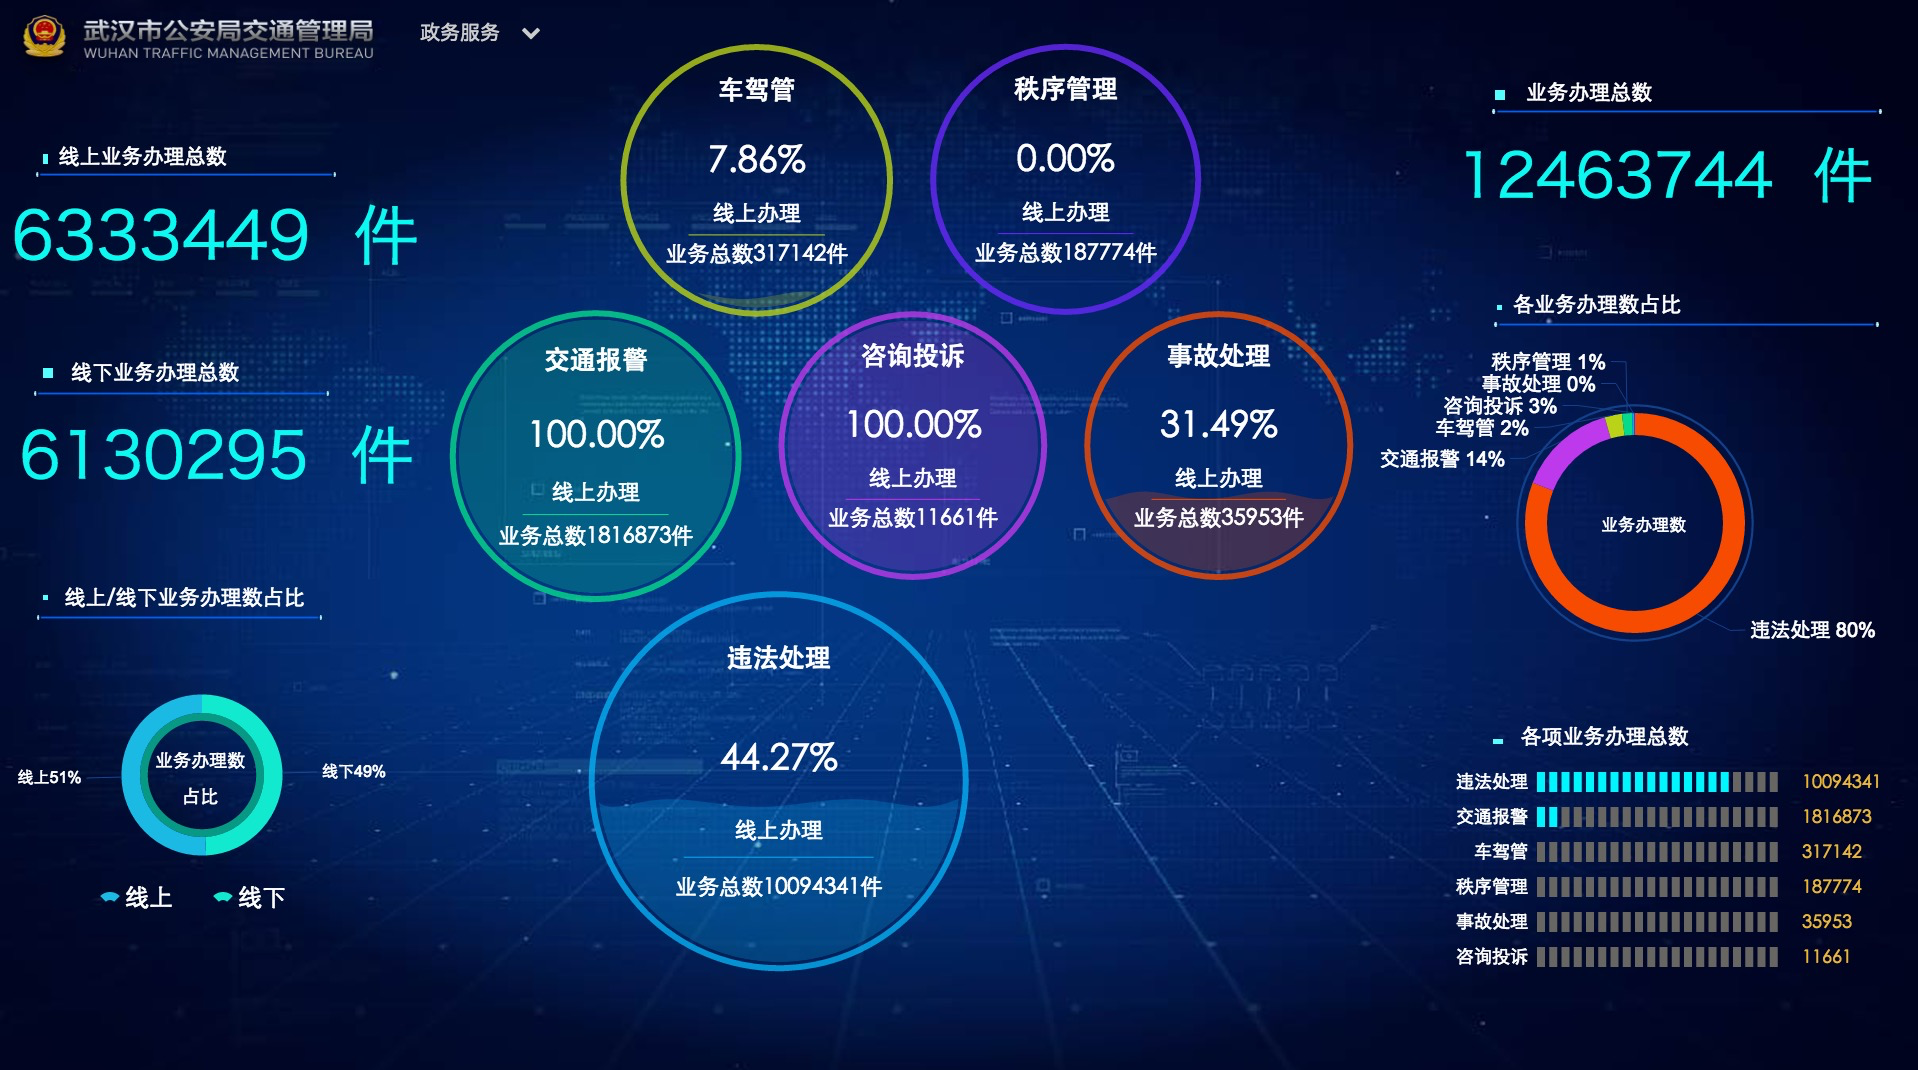 武汉市公安局交通管理局
WUHAN TRAFFIC MANAGEMENT BUREAU
政务服务
线上业务办理总数
6333449 件
线下业务办理总数
6130295 件
线上/线下业务办理数占比
业务办理数
占比
线上51%
线下49%
线上
线下
车驾管
7.86%
线上办理
业务总数317142件
秩序管理
0.00%
线上办理
业务总数187774件
交通报警
100.00%
线上办理
业务总数1816873件
咨询投诉
100.00%
线上办理
业务总数11661件
事故处理
31.49%
线上办理
业务总数35953件
违法处理
44.27%
线上办理
业务总数10094341件
业务办理总数
12463744 件
各业务办理数占比
秩序管理 1%
事故处理 0%
咨询投诉 3%
车驾管 2%
交通报警 14%
业务办理数
违法处理 80%
各项业务办理总数
违法处理 10094341
交通报警 1816873
车驾管 317142
秩序管理 187774
事故处理 35953
咨询投诉 11661